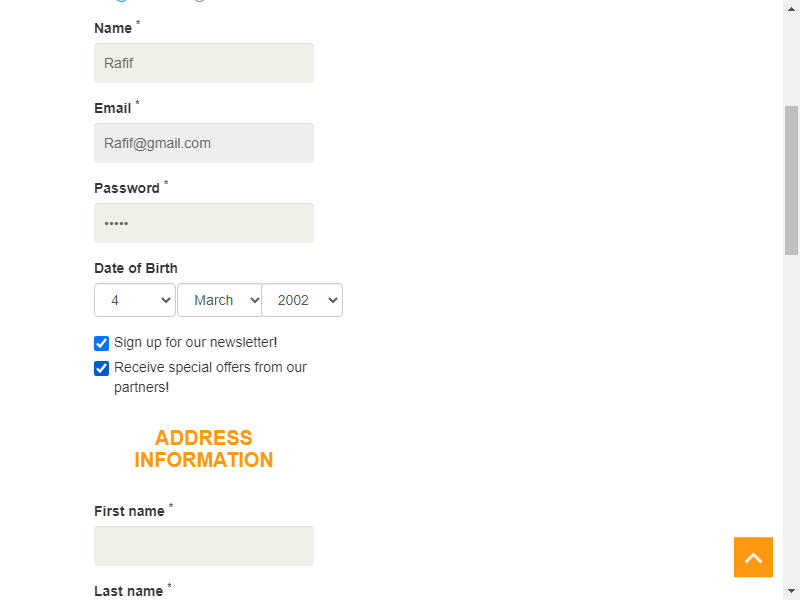 Name *
Rafif
Email *
Rafif@gmail.com
Password *
•••••
Date of Birth
4 March 2002
Sign up for our newsletter!
Receive special offers from our
partners!
ADDRESS
INFORMATION
First name *
Last name *